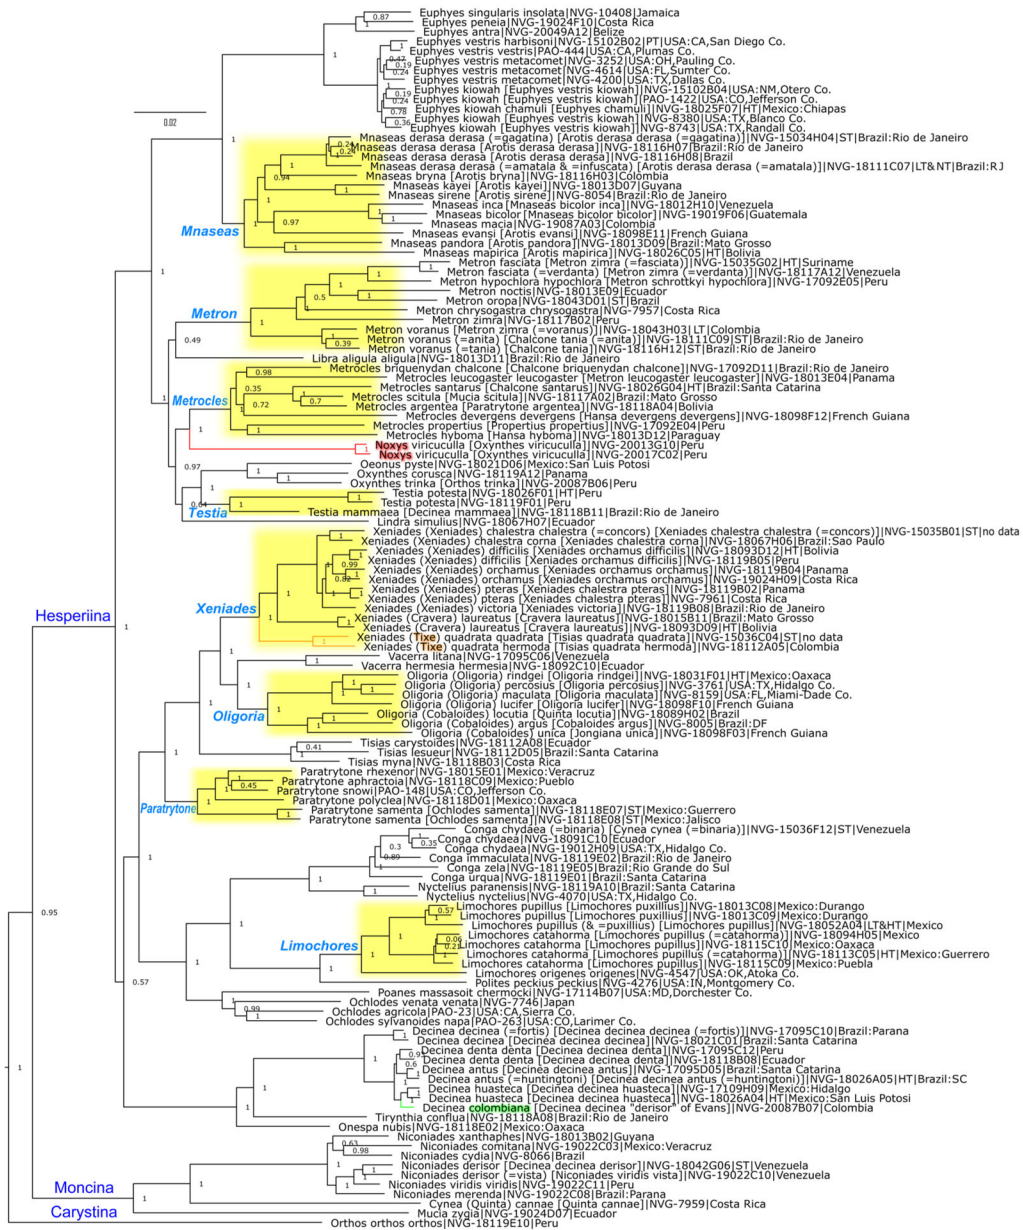 Euphyes singularis insolata|NVG-10408|Jamaica
0.87
Euphyes peneia|NVG-19024F10|Costa Rica
Euphyes antra|NVG-20049A12|Belize
Euphyes vestris harbisoni|NVG-15102B02|PT|USA:CA,San Diego Co.
Euphyes vestris vestris|PAO-444|USA:CA,Plumas Co.
Euphyes vestris metacomet|NVG-3252|USA:OH,Pauling Co.
Euphyes vestris metacomet|NVG-4614|USA:FL,Sumter Co.
Euphyes vestris metacomet|NVG-4200|USA:TX,Dallas Co.
Euphyes kiowah [Euphyes vestris kiowah]|NVG-15102B04|USA:NM,Otero Co.
Euphyes kiowah [Euphyes vestris kiowah]|PAO-1422|USA:CO,Jefferson Co.
Euphyes kiowah chamuli [Euphyes chamuli]|NVG-18025F07|HT|Mexico:Chiapas
Euphyes kiowah [Euphyes vestris kiowah]|NVG-8380|USA:TX,Blanco Co.
Euphyes kiowah [Euphyes vestris kiowah]|NVG-8743|USA:TX,Randall Co.
0.02
Mnaseas derasa derasa (=gagatina) [Arotis derasa derasa (=gagatina)]|NVG-15034H04|ST|Brazil:Rio de Janeiro
Mnaseas derasa derasa [Arotis derasa derasa]|NVG-18116H07|Brazil:Rio de Janeiro
Mnaseas derasa derasa [Arotis derasa derasa]|NVG-18116H08|Brazil
Mnaseas derasa derasa (=amatala & =infuscata) [Arotis derasa derasa (=amatala)]|NVG-18111C07|LT&NT|Brazil:RJ
Mnaseas bryna [Arotis bryna]|NVG-18116H03|Colombia
Mnaseas kayei [Arotis kayei]|NVG-18013D07|Guyana
Mnaseas sirene [Arotis sirene]|NVG-8054|Brazil:Rio de Janeiro
Mnaseas inca [Mnaseas bicolor inca]|NVG-18012H10|Venezuela
Mnaseas bicolor [Mnaseas bicolor bicolor]|NVG-19019F06|Guatemala
Mnaseas macia|NVG-19087A03|Colombia
Mnaseas
Mnaseas evansi [Arotis evansi]|NVG-18098E11|French Guiana
Mnaseas pandora [Arotis pandora]|NVG-18013D09|Brazil:Mato Grosso
Mnaseas mapirica [Arotis mapirica]|NVG-18026C05|HT|Bolivia
Metron fasciata [Metron zimra (=fasciata)]|NVG-15035G02|HT|Suriname
Metron fasciata (=verdanta) [Metron zimra (=verdanta)]|NVG-18117A12|Venezuela
Metron hypochlora hypochlora [Metron schrottkyi hypochlora]|NVG-17092E05|Peru
Metron noctis|NVG-18013E09|Ecuador
Metron oropa|NVG-18043D01|ST|Brazil
Metron chrysogastra chrysogastra|NVG-7957|Costa Rica
Metron
Metron zimra|NVG-18117B02|Peru
Metron voranus [Metron zimra (=voranus)]|NVG-18043H03|LT|Colombia
Metron voranus (=anita) [Chalcone tania (=anita)]|NVG-18111C09|ST|Brazil:Rio de Janeiro
Metron voranus (=tania) [Chalcone tania]|NVG-18116H12|ST|Brazil:Rio de Janeiro
Libra aligula aligula|NVG-18013D11|Brazil:Rio de Janeiro
Metrocles briquenydan chalcone [Chalcone briquenydan chalcone]|NVG-17092D11|Brazil:Rio de Janeiro
Metrocles leucogaster leucogaster [Metron leucogaster leucogaster]|NVG-18013E04|Panama
Metrocles santarus [Chalcone santarus]|NVG-18026G04|HT|Brazil:Santa Catarina
Metrocles scitula [Mucia scitula]|NVG-18117A02|Brazil:Mato Grosso
Metrocles
Metrocles argentea [Paratrytone argentea]|NVG-18118A04|Bolivia
Metrocles devergens devergens [Hansa devergens devergens]|NVG-18098F12|French Guiana
Metrocles propertius [Propertius propertius]|NVG-17092E04|Peru
Metrocles hyboma [Hansa hyboma]|NVG-18013D12|Paraguay
Noxys viricuculla [Oxynthes viricuculla]|NVG-20013G10|Peru
Noxys viricuculla [Oxynthes viricuculla]|NVG-20017C02|Peru
Oeonus pyste|NVG-18021D06|Mexico:San Luis Potosi
Oxynthes corusca|NVG-18119A12|Panama
Oxynthes trinka [Orthos trinka]|NVG-20087B06|Peru
Testia potesta|NVG-18026F01|HT|Peru
Testia potesta|NVG-18119F01|Peru
Testia
Testia mammaea [Decinea mammaea]|NVG-18118B11|Brazil:Rio de Janeiro
Lindra simulius|NVG-18067H07|Ecuador
Xeniades (Xeniades) chalestra chalestra (=concors) [Xeniades chalestra chalestra (=concors)]|NVG-15035B01|ST|no data
Xeniades (Xeniades) chalestra corna [Xeniades chalestra corna]|NVG-18067H06|Brazil:Sao Paulo
Xeniades (Xeniades) difficilis [Xeniades orchamus difficilis]|NVG-18093D12|HT|Bolivia
Xeniades (Xeniades) difficilis [Xeniades orchamus difficilis]|NVG-18119B05|Peru
Xeniades (Xeniades) orchamus [Xeniades orchamus orchamus]|NVG-18119B04|Panama
Xeniades (Xeniades) orchamus [Xeniades orchamus orchamus]|NVG-19024H09|Costa Rica
Xeniades (Xeniades) pteras [Xeniades chalestra pteras]|NVG-18119B02|Panama
Xeniades (Xeniades) pteras [Xeniades chalestra pteras]|NVG-7961|Costa Rica
Xeniades
Xeniades (Xeniades) victoria [Xeniades victoria]|NVG-18119B08|Brazil:Rio de Janeiro
Hesperiina
Xeniades (Cravera) laureatus [Cravera laureatus]|NVG-18015B11|Brazil:Mato Grosso
Xeniades (Cravera) laureatus [Cravera laureatus]|NVG-18093D09|HT|Bolivia
Xeniades (Tixe) quadrata quadrata [Tisias quadrata quadrata]|NVG-15036C04|ST|no data
Xeniades (Tixe) quadrata hermoda [Tisias quadrata hermoda]|NVG-18112A05|Colombia
Vacerra litana|NVG-17095C06|Venezuela
Vacerra hermesia hermesia|NVG-18092C10|Ecuador
Oligoria (Oligoria) rindgei [Oligoria rindgei]|NVG-18031F01|HT|Mexico:Oaxaca
Oligoria (Oligoria) percosius [Oligoria percosius]|NVG-3761|USA:TX,Hidalgo Co.
Oligoria (Oligoria) maculata [Oligoria maculata]|NVG-8159|USA:FL,Miami-Dade Co.
Oligoria (Oligoria) lucifer [Oligoria lucifer]|NVG-18098F10|French Guiana
Oligoria
Oligoria (Cobaloides) locutia [Quinta locutia]|NVG-18089H02|Brazil
Oligoria (Cobaloides) argus [Cobaloides argus]|NVG-8005|Brazil:DF
Oligoria (Cobaloides) unica [Jongiana unica]|NVG-18098F03|French Guiana
Tisias carystoides|NVG-18112A08|Ecuador
Tisias lesueur|NVG-18112D05|Brazil:Santa Catarina
Tisias myna|NVG-18118B03|Costa Rica
Paratrytone rhexenor|NVG-18015E01|Mexico:Veracruz
Paratrytone aphractoia|NVG-18118C09|Mexico:Pueblo
Paratrytone snowi|PAO-148|USA:CO,Jefferson Co.
Paratrytone polyclea|NVG-18118D01|Mexico:Oaxaca
Paratrytone
Paratrytone samenta [Ochlodes samenta]|NVG-18118E07|ST|Mexico:Guerrero
Paratrytone samenta [Ochlodes samenta]|NVG-18118E08|ST|Mexico:Jalisco
Conga chydaea (=binaria) [Cynea cynea (=binaria)]|NVG-15036F12|ST|Venezuela
Conga chydaea|NVG-18091C10|Ecuador
Conga chydaea|NVG-19012H09|USA:TX,Hidalgo Co.
Conga immaculata|NVG-18119E02|Brazil:Rio de Janeiro
Conga zela|NVG-18119E05|Brazil:Rio Grande do Sul
Conga urqua|NVG-18119E01|Brazil:Santa Catarina
Nyctelius paranensis|NVG-18119A10|Brazil:Santa Catarina
Nyctelius nyctelius|NVG-4070|USA:TX,Hidalgo Co.
Limochores pupillus [Limochores puxillius]|NVG-18013C08|Mexico:Durango
0.95
Limochores pupillus [Limochores puxillius]|NVG-18013C09|Mexico:Durango
Limochores pupillus (& =puxillius) [Limochores pupillus]|NVG-18052A04|LT&HT|Mexico
Limochores catahorma [Limochores pupillus (=catahorma)]|NVG-18094H05|Mexico
Limochores
Limochores catahorma [Limochores pupillus]|NVG-18115C10|Mexico:Oaxaca
Limochores catahorma [Limochores pupillus (=catahorma)]|NVG-18113C05|HT|Mexico:Guerrero
Limochores catahorma [Limochores pupillus]|NVG-18115C09|Mexico:Puebla
Limochores origenes origenes|NVG-4547|USA:OK,Atoka Co.
0.57
Polites peckius peckius|NVG-4276|USA:IN,Montgomery Co.
Poanes massasoit chermocki|NVG-17114B07|USA:MD,Dorchester Co.
Ochlodes venata venata|NVG-7746|Japan
Ochlodes agricola|PAO-23|USA:CA,Sierra Co.
Ochlodes sylvanoides napa|PAO-263|USA:CO,Larimer Co.
Decinea decinea (=fortis) [Decinea decinea decinea (=fortis)]|NVG-17095C10|Brazil:Parana
Decinea decinea [Decinea decinea decinea]|NVG-18021C01|Brazil:Santa Catarina
Decinea denta denta [Decinea decinea denta]|NVG-17095C12|Peru
Decinea denta denta [Decinea decinea denta]|NVG-18118B08|Ecuador
Decinea antus [Decinea decinea antus]|NVG-17095D05|Brazil:Santa Catarina
Decinea antus (=huntingtoni) [Decinea decinea antus (=huntingtoni)]|NVG-18026A05|HT|Brazil:SC
Decinea huasteca [Decinea decinea huasteca]|NVG-17109H09|Mexico:Hidalgo
Decinea huasteca [Decinea decinea huasteca]|NVG-18026A04|HT|Mexico:San Luis Potosi
Decinea colombiana [Decinea decinea "derisor" of Evans]|NVG-20087B07|Colombia
Tirynthia conflua|NVG-18118A08|Brazil:Rio de Janeiro
Onespa nubis|NVG-18118E02|Mexico:Oaxaca
Niconiades xanthaphes|NVG-18013B02|Guyana
Niconiades comitana|NVG-19022C03|Mexico:Veracruz
Niconiades cydia|NVG-8066|Brazil
Niconiades derisor [Decinea decinea derisor]|NVG-18042G06|ST|Venezuela
Niconiades derisor (=vista) [Niconiades viridis vista]|NVG-19022C10|Venezuela
Moncina
Niconiades viridis viridis|NVG-19022C11|Peru
Niconiades merenda|NVG-19022C08|Brazil:Parana
Cynea (Quinta) cannae [Quinta cannae]|NVG-7959|Costa Rica
Carystina
Mucia zygia|NVG-19024D07|Ecuador
Orthos orthos orthos|NVG-18119E10|Peru